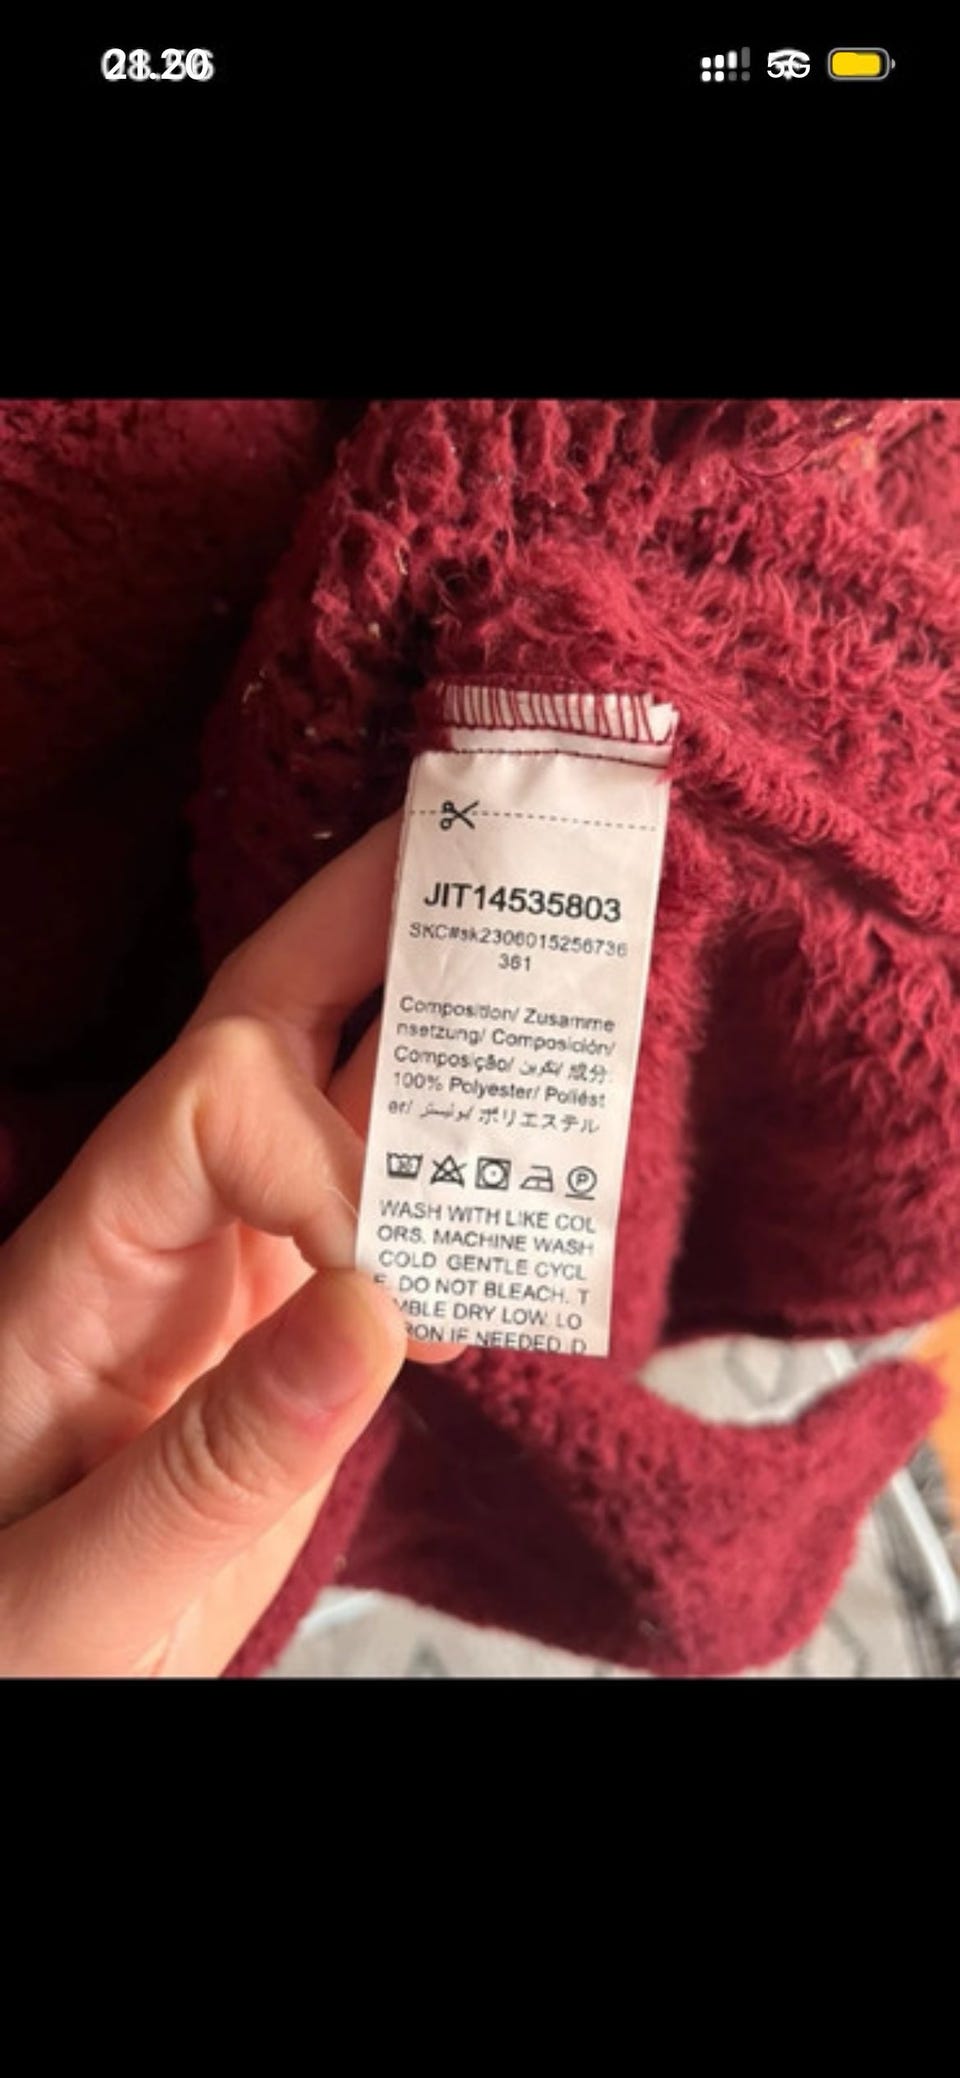 5G
JIT14535803
SKC#sk2306015256736
361
Composition/ Zusamme
nsetzung/ Composición/
Composição/ تكوين/ 成分:
100% Polyester/ Poliést
er/ بوليستر/ ポリエステル
WASH WITH LIKE COL
ORS. MACHINE WASH
COLD GENTLE CYCL
E. DO NOT BLEACH. T
MBLE DRY LOW. LO
RON IF NEEDED. D